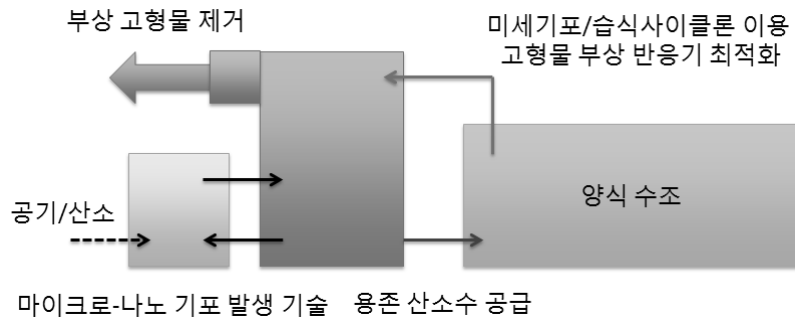 부상 고형물 제거
미세기포/습식사이클론 이용
고형물 부상 반응기 최적화
양식 수조
공기/산소
마이크로-나노 기포 발생 기술
용존 산소수 공급